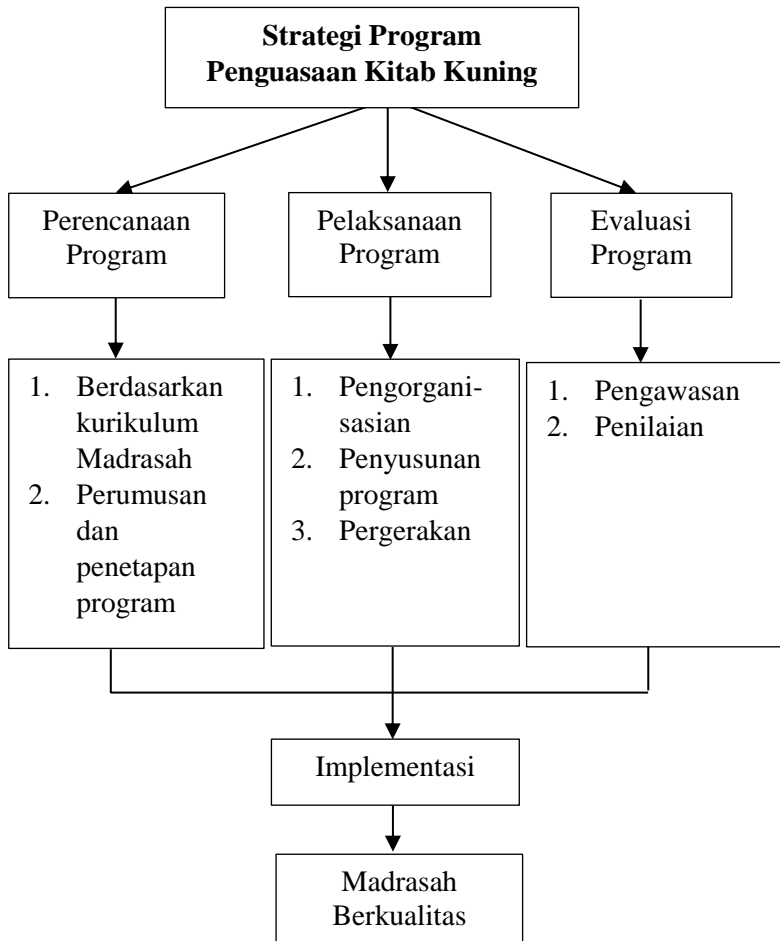 Strategi Program
Penguasaan Kitab Kuning
Perencanaan
Program
Pelaksanaan
Program
Evaluasi
Program
1. Berdasarkan
kurikulum
Madrasah
2. Perumusan
dan
penetapan
program
1. Pengorgani-
sasian
2. Penyusunan
program
3. Pergerakan
1. Pengawasan
2. Penilaian
Implementasi
Madrasah
Berkualitas